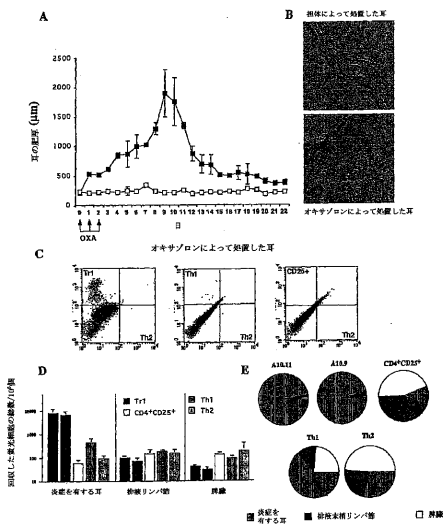 A
B
担体によって処置した耳
耳の肥厚 (μm)
2500
2000
1500
1000
500
0
0 1 2 3 4 5 6 7 8 9 10 11 12 13 14 15 16 17 18 19 20 21 22
OXA
日
オキサゾロンによって処置した耳
オキサゾロンによって処置した耳
C
Tr1
Th2
Th1
Th2
CD25+
Th2
D
E
回収した蛍光細胞の総数/10⁶個
Tr1
CD4⁺CD25⁺
Th1
Th2
炎症を有する耳
排液リンパ節
脾臓
A10.11
A10.9
CD4⁺CD25⁺
Th1
Th2
炎症を有する耳
排液末梢リンパ節
脾臓